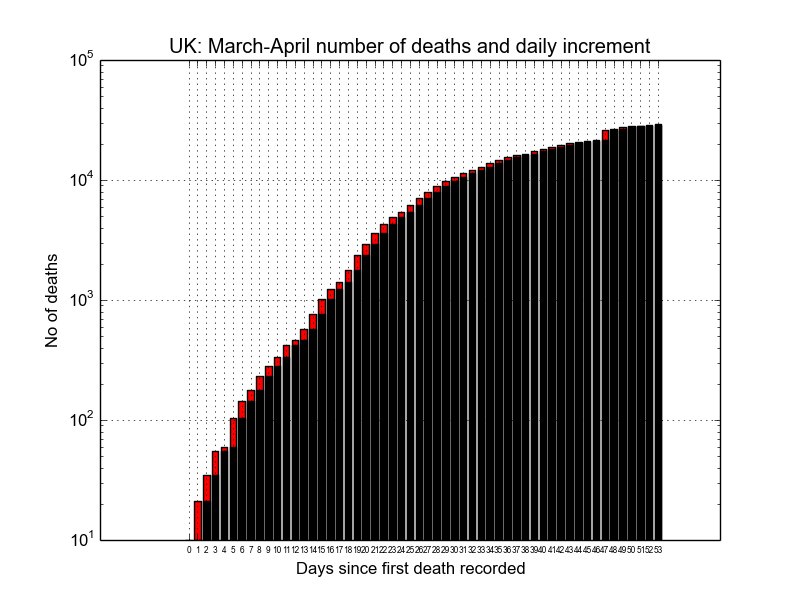 UK: March-April number of deaths and daily increment
10^5
10^4
10^3
10^2
10^1
No of deaths
0 1 2 3 4 5 6 7 8 9 10 11 12 13 14 15 16 17 18 19 20 21 22 23 24 25 26 27 28 29 30 31 32 33 34 35 36 37 38 39 40 41 42 43 44 45 46 47 48 49 50 51 52 53
Days since first death recorded